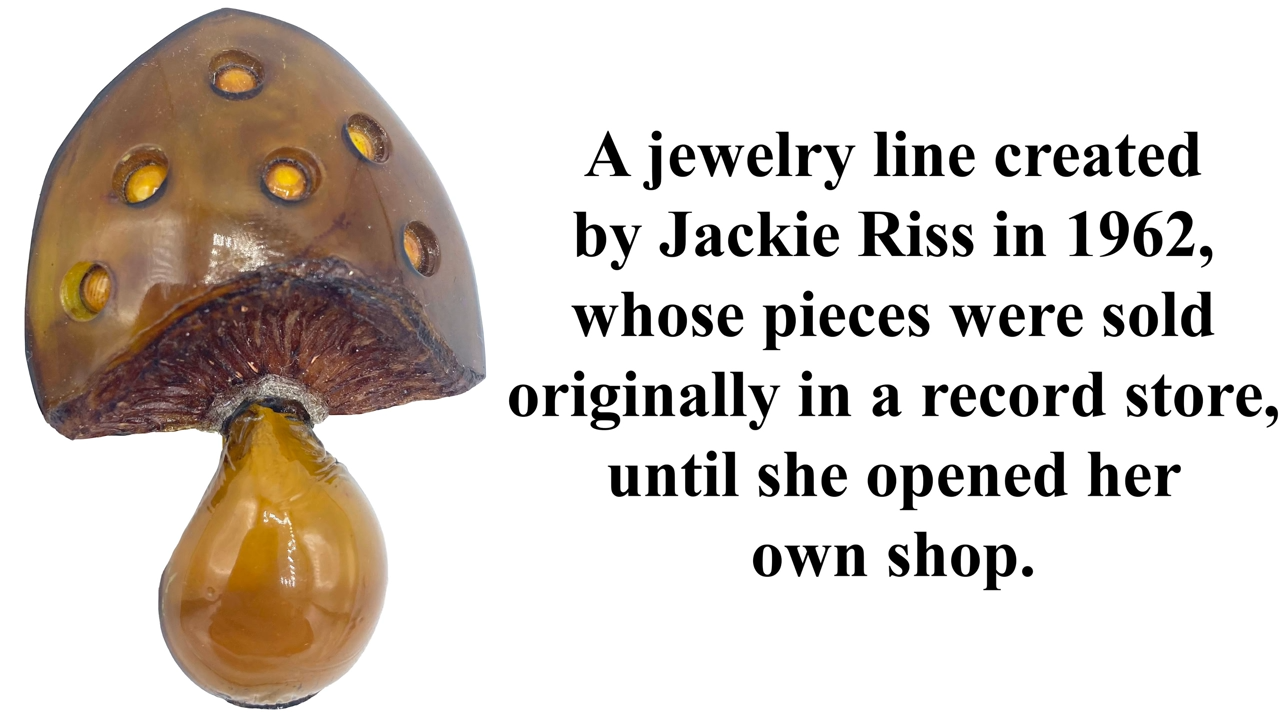 A jewelry line created
by Jackie Riss in 1962,
whose pieces were sold
originally in a record store,
until she opened her
own shop.